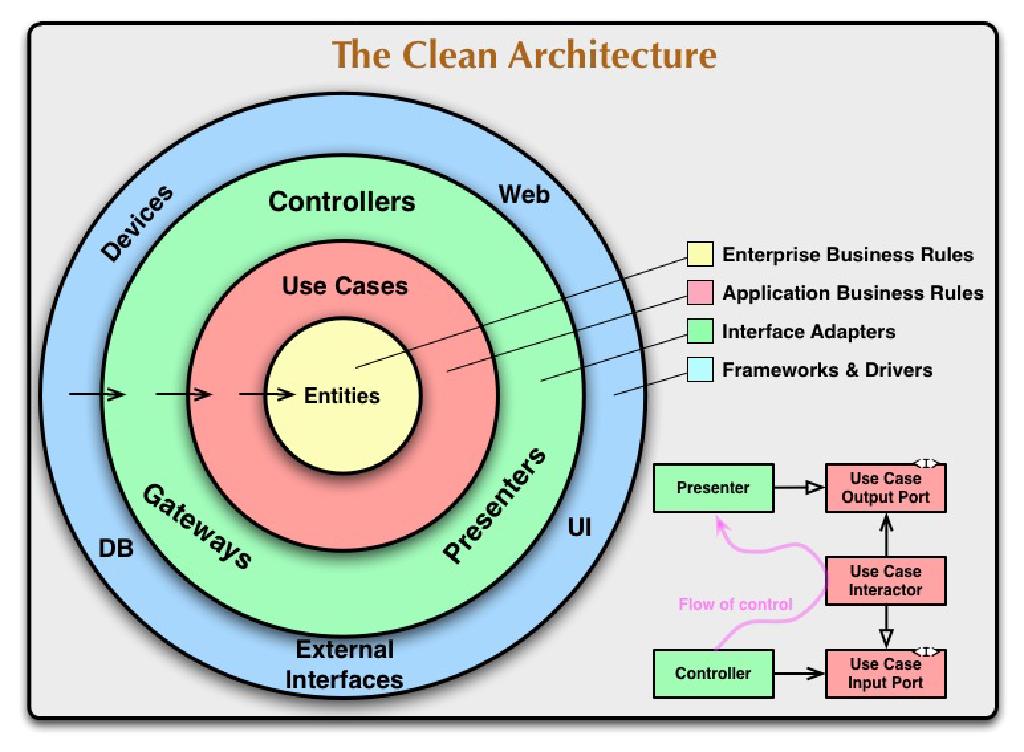 The Clean Architecture
Devices
Web
Controllers
Use Cases
Entities
Gateways
Presenters
DB
UI
External
Interfaces
Enterprise Business Rules
Application Business Rules
Interface Adapters
Frameworks & Drivers
Presenter
<I>
Use Case
Output Port
Use Case
Interactor
Flow of control
Controller
<I>
Use Case
Input Port